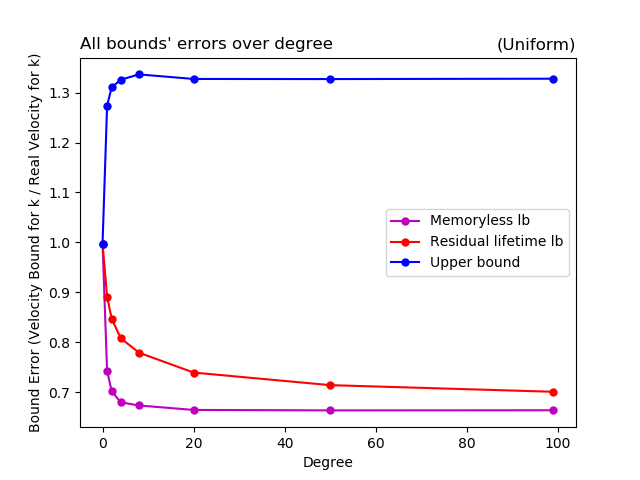 All bounds' errors over degree (Uniform)
Bound Error (Velocity Bound for k / Real Velocity for k)
1.3
1.2
1.1
1.0
0.9
0.8
0.7
Memoryless lb
Residual lifetime lb
Upper bound
0 20 40 60 80 100
Degree